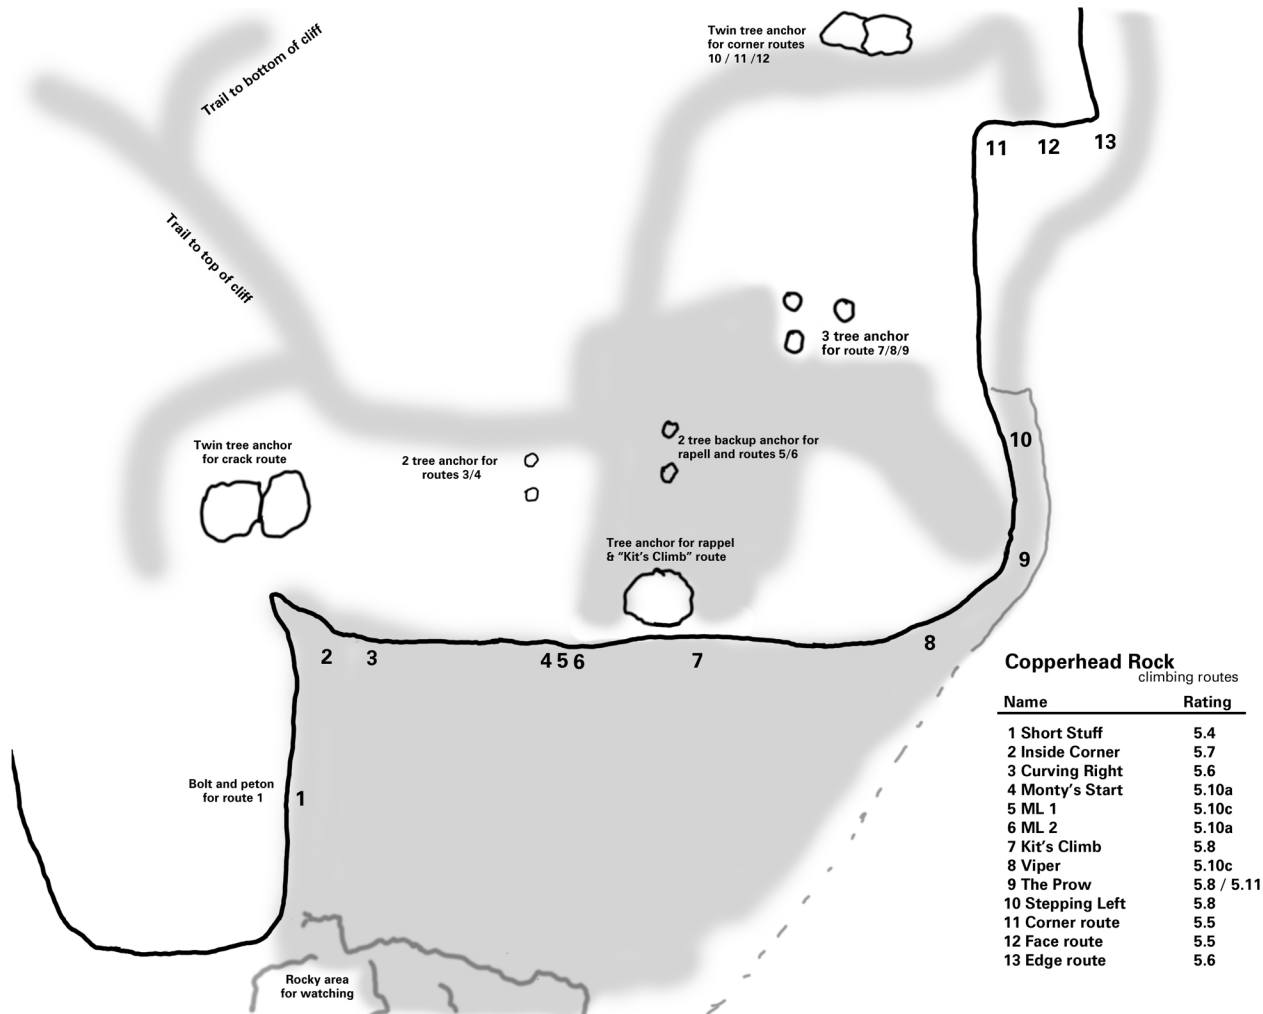 Trail to bottom of cliff
Twin tree anchor
for corner routes
10 / 11 /12
11
12
13
Trail to top of cliff
3 tree anchor
for route 7/8/9
10
Twin tree anchor
for crack route
2 tree anchor for
routes 3/4
2 tree backup anchor for
rapell and routes 5/6
Tree anchor for rappel
& “Kit’s Climb” route
9
2
3
4 5 6
7
8
Bolt and peton
for route 1
1
Rocky area
for watching
Copperhead Rock
climbing routes
Name Rating
1 Short Stuff 5.4
2 Inside Corner 5.7
3 Curving Right 5.6
4 Monty’s Start 5.10a
5 ML 1 5.10c
6 ML 2 5.10a
7 Kit’s Climb 5.8
8 Viper 5.10c
9 The Prow 5.8 / 5.11
10 Stepping Left 5.8
11 Corner route 5.5
12 Face route 5.5
13 Edge route 5.6